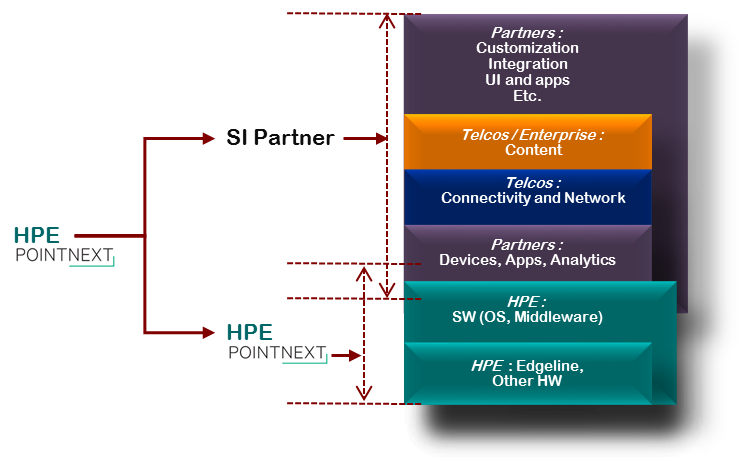 Partners :
Customization
Integration
UI and apps
Etc.
SI Partner
Telcos / Enterprise :
Content
Telcos :
Connectivity and Network
HPE
POINTNEXT
Partners :
Devices, Apps, Analytics
HPE
POINTNEXT
HPE :
SW (OS, Middleware)
HPE : Edgeline,
Other HW